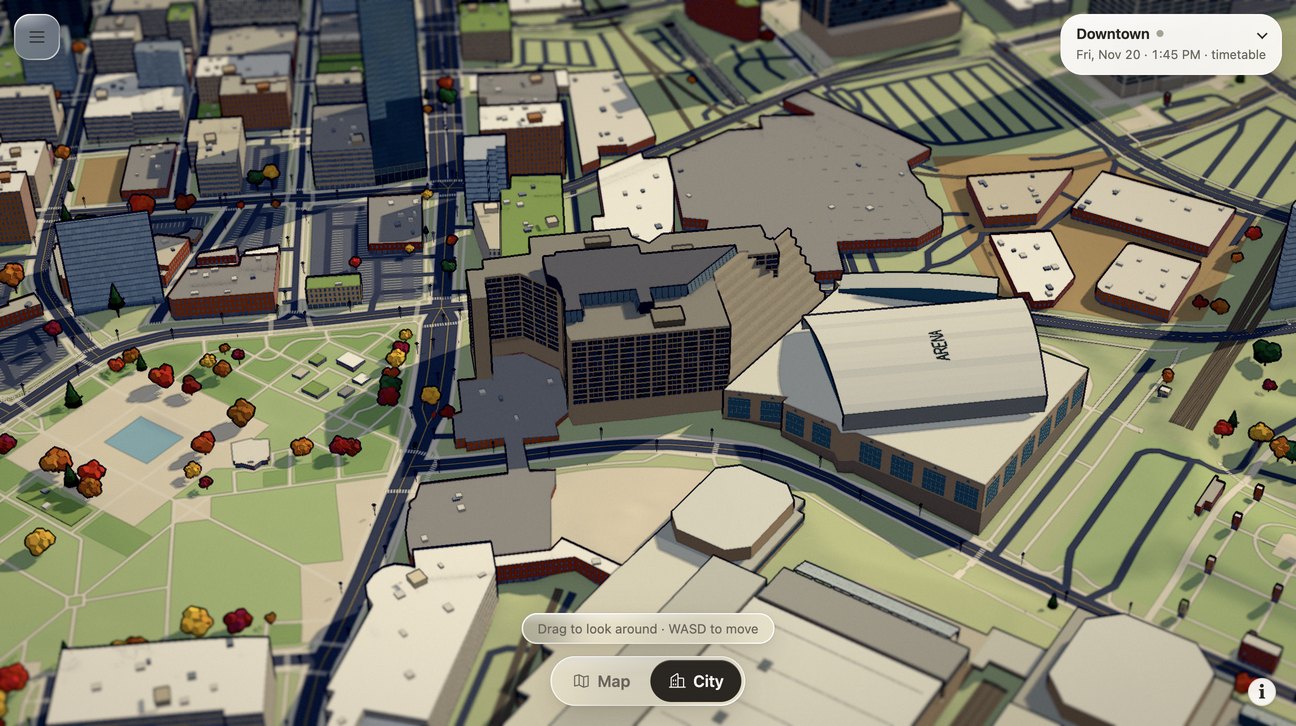 Downtown
Fri, Nov 20 · 1:45 PM · timetable
ARENA
Drag to look around · WASD to move
Map
City
i